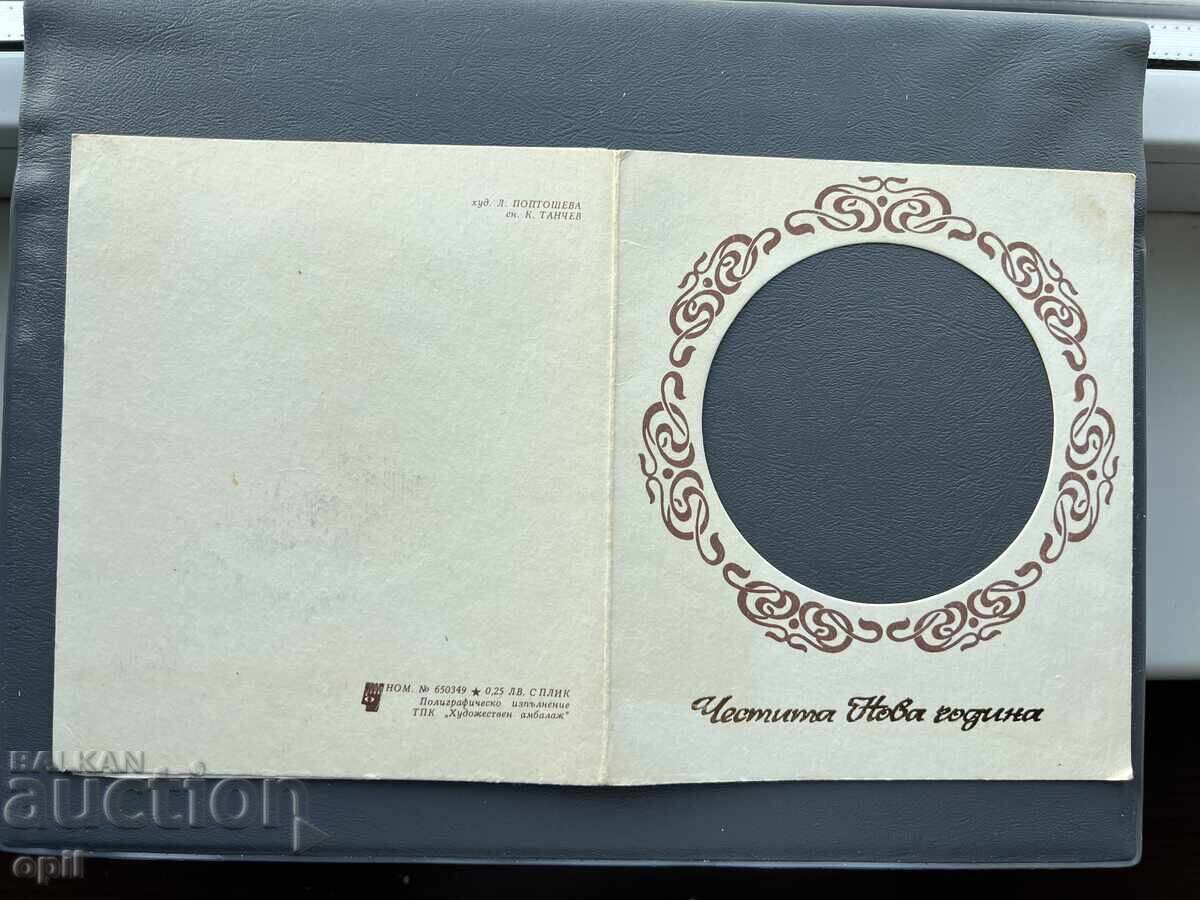 худ. Л. ПОПТОШЕВА
сн. К. ТАНЧЕВ
НОМ. № 650349 ★ 0,25 ЛВ. С ПЛИК
Полиграфическо изпълнение
ТПК „Художествен амбалаж"
Честита Нова година
BALKAN
auction
opil